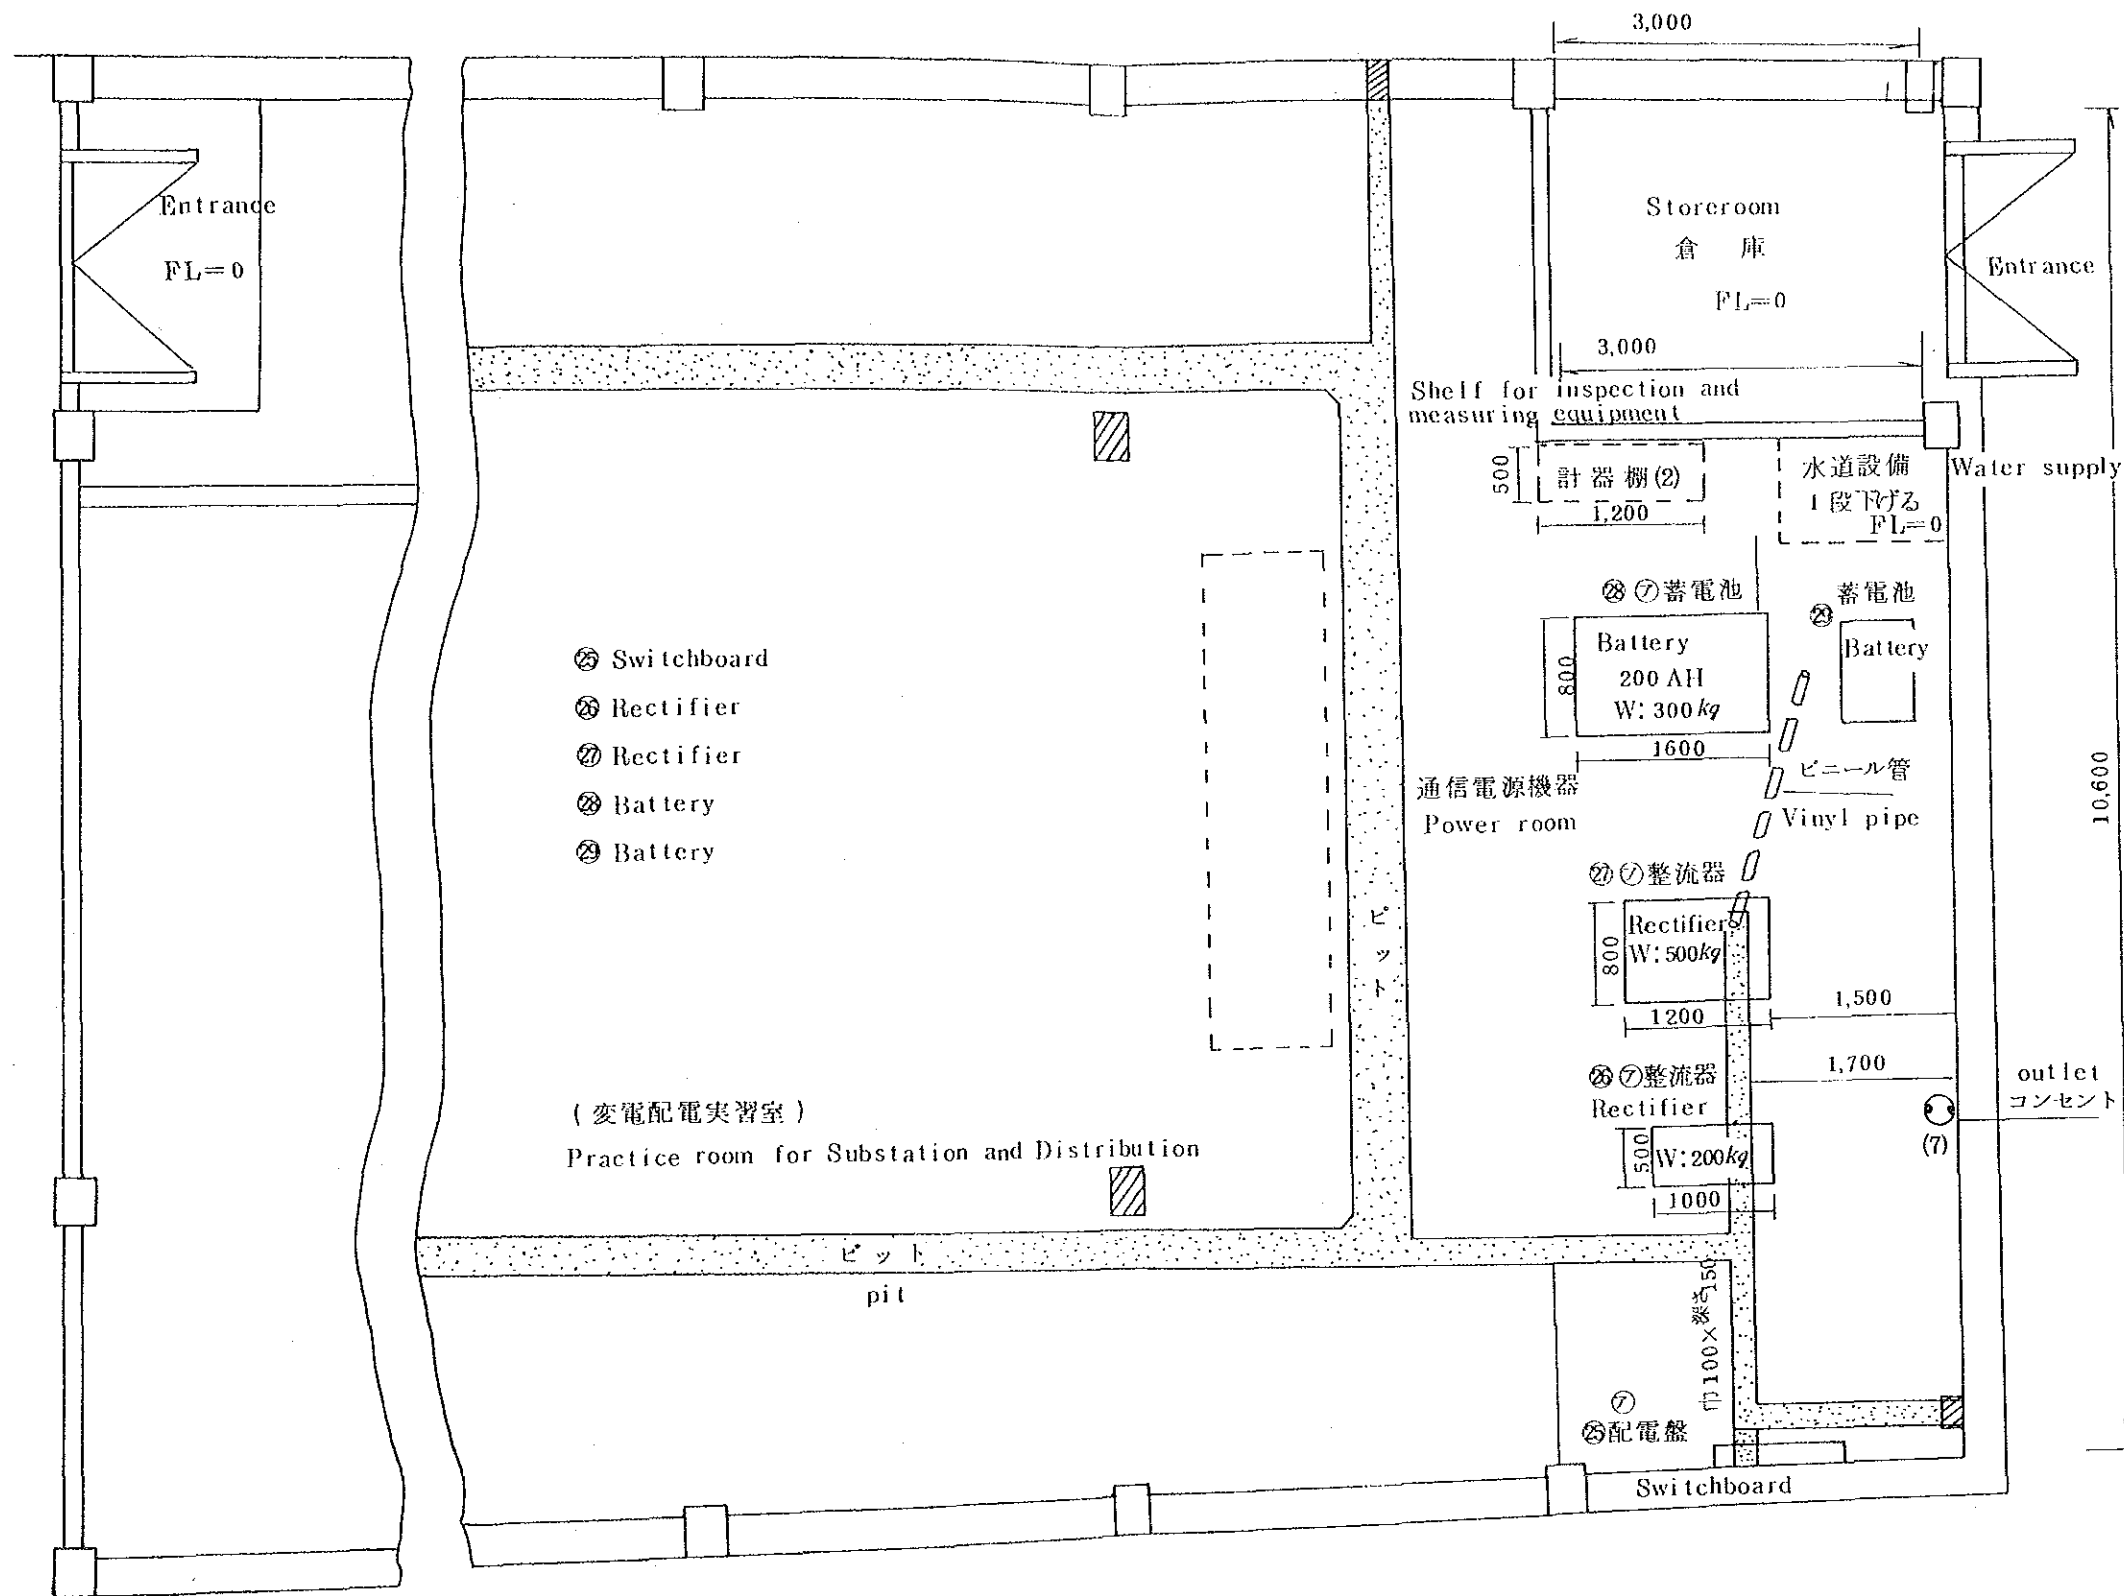 3,000
Entrance
FL=0
Storeroom
倉 庫
FL=0
Entrance
3,000
Shelf for inspection and
measuring equipment
500
計器棚(2)
1,200
水道設備
1段下げる
FL=0
Water supply
㉘㋐蓄電池
Battery
200 AH
W: 300kg
800
1600
蓄電池
㉙
Battery
㉕ Switchboard
㉖ Rectifier
㉗ Rectifier
㉘ Battery
㉙ Battery
通信電源機器
Power room
ビニール管
Vinyl pipe
10,600
ピット
㉗㋑整流器
Rectifier
W: 500kg
800
1200
1,500
㉖㋐整流器
Rectifier
1,700
outlet
コンセント
(7)
500
W: 200kg
1000
(変電配電実習室)
Practice room for Substation and Distribution
ピット
pit
巾100×深さ150
㋐
㉕配電盤
Switchboard